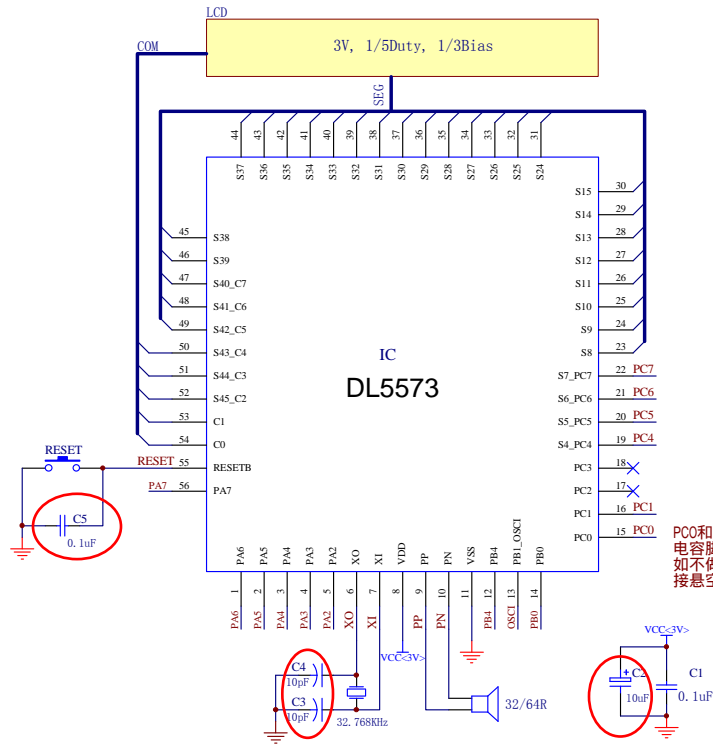 LCD
COM
3V, 1/5Duty, 1/3Bias
SEG
44 43 42 41 40 39 38 37 36 35 34 33 32 31
S37 S36 S35 S34 S33 S32 S31 S30 S29 S28 S27 S26 S25 S24
45 S38
46 S39
47 S40_C7
48 S41_C6
49 S42_C5
50 S43_C4
51 S44_C3
52 S45_C2
53 C1
54 C0
RESET
RESET 55 RESETB
PA7 56 PA7
C5
0.1uF
IC
DL5573
S15 30
S14 29
S13 28
S12 27
S11 26
S10 25
S9 24
S8 23
S7_PC7 22 PC7
S6_PC6 21 PC6
S5_PC5 20 PC5
S4_PC4 19 PC4
PC3 18
PC2 17
PC1 16 PC1
PC0 15 PC0
PC0和
电容脚
如不做
接悬空
PA6 PA5 PA4 PA3 PA2 XO XI VDD PP PN VSS PB4 PB1_OSCI PB0
1 2 3 4 5 6 7 8 9 10 11 12 13 14
PA6 PA5 PA4 PA3 PA2 XO XI PP PN PB4 OSCI PB0
VCC<3V>
C4
10pF
C3
10pF
32.768KHz
32/64R
VCC<3V>
C2
10uF
C1
0.1uF